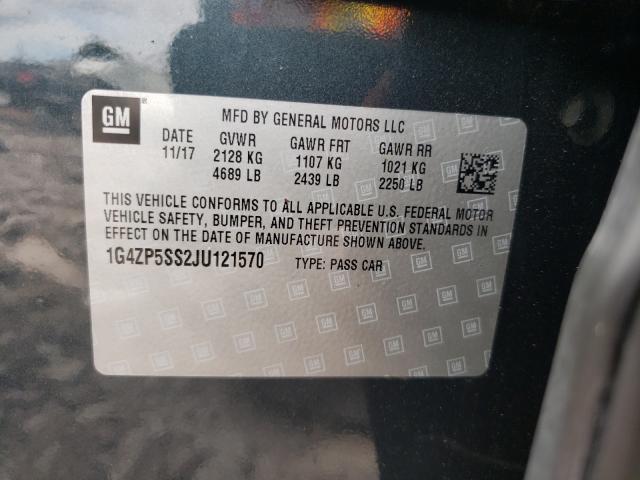 GM
MFD BY GENERAL MOTORS LLC
DATE GVWR GAWR FRT GAWR RR
11/17 2128 KG 1107 KG 1021 KG
4689 LB 2439 LB 2250 LB
THIS VEHICLE CONFORMS TO ALL APPLICABLE U.S. FEDERAL MOTOR
VEHICLE SAFETY, BUMPER, AND THEFT PREVENTION STANDARDS IN
EFFECT ON THE DATE OF MANUFACTURE SHOWN ABOVE.
1G4ZP5SS2JU121570 TYPE: PASS CAR